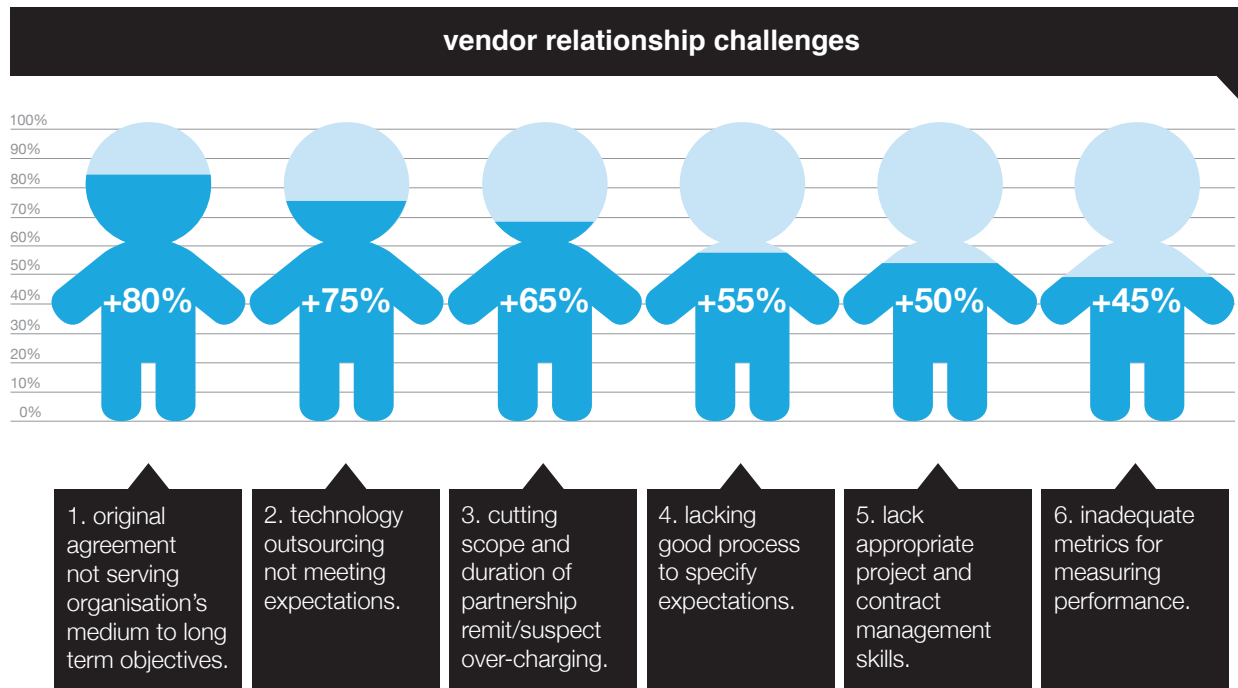 vendor relationship challenges
100%
90%
80%
70%
60%
50%
40%
30%
20%
10%
0%
+80%
+75%
+65%
+55%
+50%
+45%
1. original
agreement
not serving
organisation’s
medium to long
term objectives.
2. technology
outsourcing
not meeting
expectations.
3. cutting
scope and
duration of
partnership
remit/suspect
over-charging.
4. lacking
good process
to specify
expectations.
5. lack
appropriate
project and
contract
management
skills.
6. inadequate
metrics for
measuring
performance.